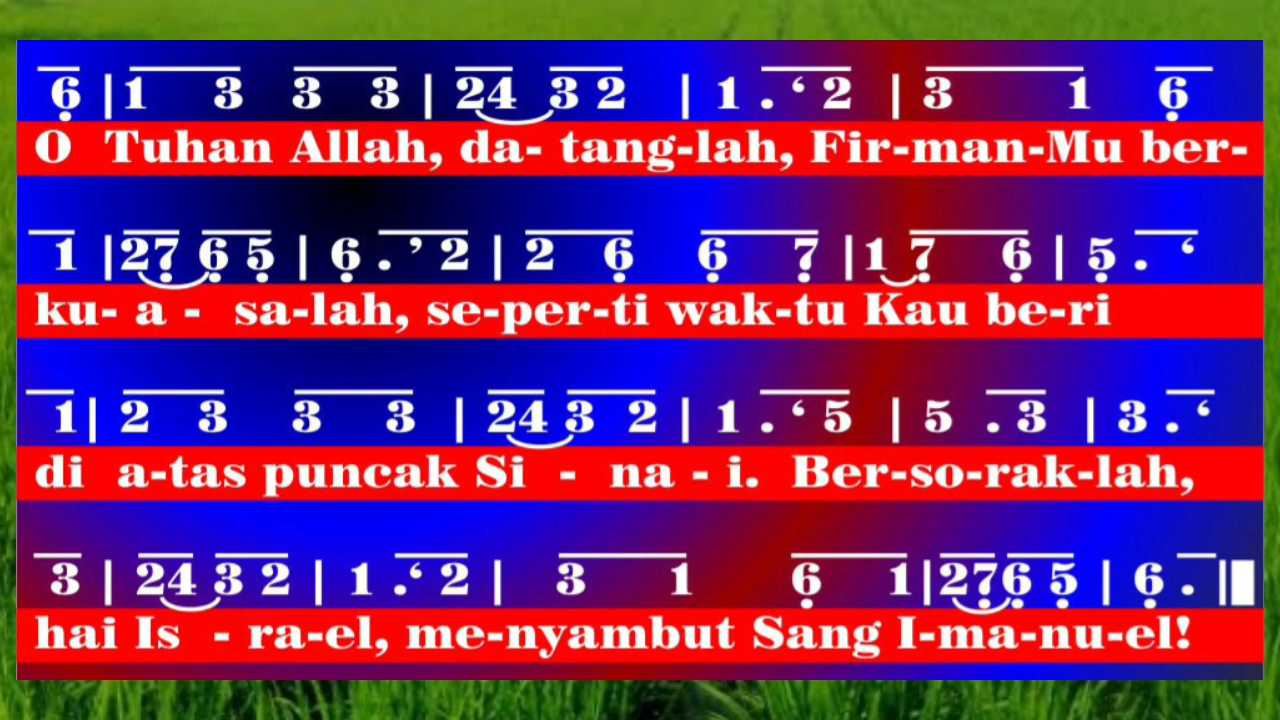 6̣ | 1 3 3 3 | 24 3 2 | 1 . ‘ 2 | 3 1 6̣
O Tuhan Allah, da- tang-lah, Fir-man-Mu ber-
1 | 27̣ 6̣ 5̣ | 6̣ . ’ 2 | 2 6̣ 6̣ 7̣ | 1 7̣ 6̣ | 5̣ . ‘
ku- a - sa-lah, se-per-ti wak-tu Kau be-ri
1 | 2 3 3 3 | 24 3 2 | 1 . ‘ 5 | 5 . 3 | 3 . ‘
di a-tas puncak Si - na - i. Ber-so-rak-lah,
3 | 24 3 2 | 1 . ‘ 2 | 3 1 6̣ 1 | 27̣ 6̣ 5̣ | 6̣ . ||
hai Is - ra-el, me-nyambut Sang I-ma-nu-el!